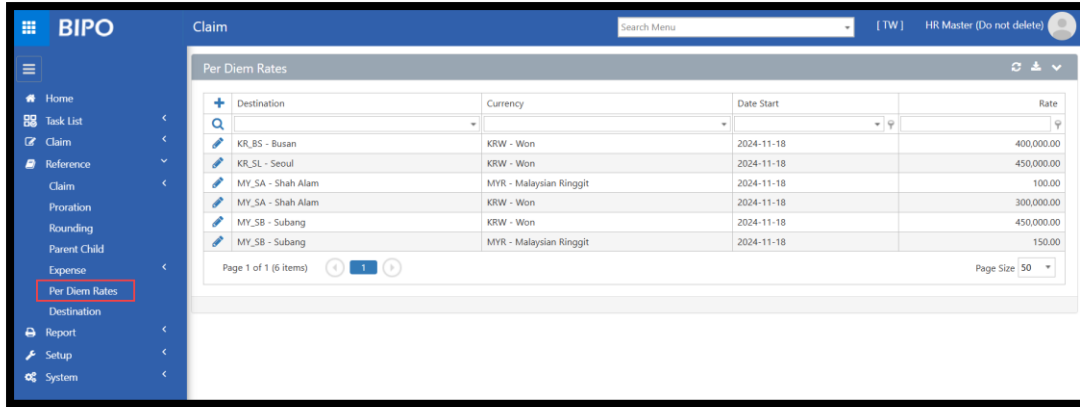 BIPO Claim Search Menu [ TW ] HR Master (Do not delete)
Per Diem Rates
Home
Task List
Claim
Reference
Claim
Proration
Rounding
Parent Child
Expense
Per Diem Rates
Destination
Report
Setup
System
Destination Currency Date Start Rate
KR_BS - Busan KRW - Won 2024-11-18 400,000.00
KR_SL - Seoul KRW - Won 2024-11-18 450,000.00
MY_SA - Shah Alam MYR - Malaysian Ringgit 2024-11-18 100.00
MY_SA - Shah Alam KRW - Won 2024-11-18 300,000.00
MY_SB - Subang KRW - Won 2024-11-18 450,000.00
MY_SB - Subang MYR - Malaysian Ringgit 2024-11-18 150.00
Page 1 of 1 (6 items) 1 Page Size 50